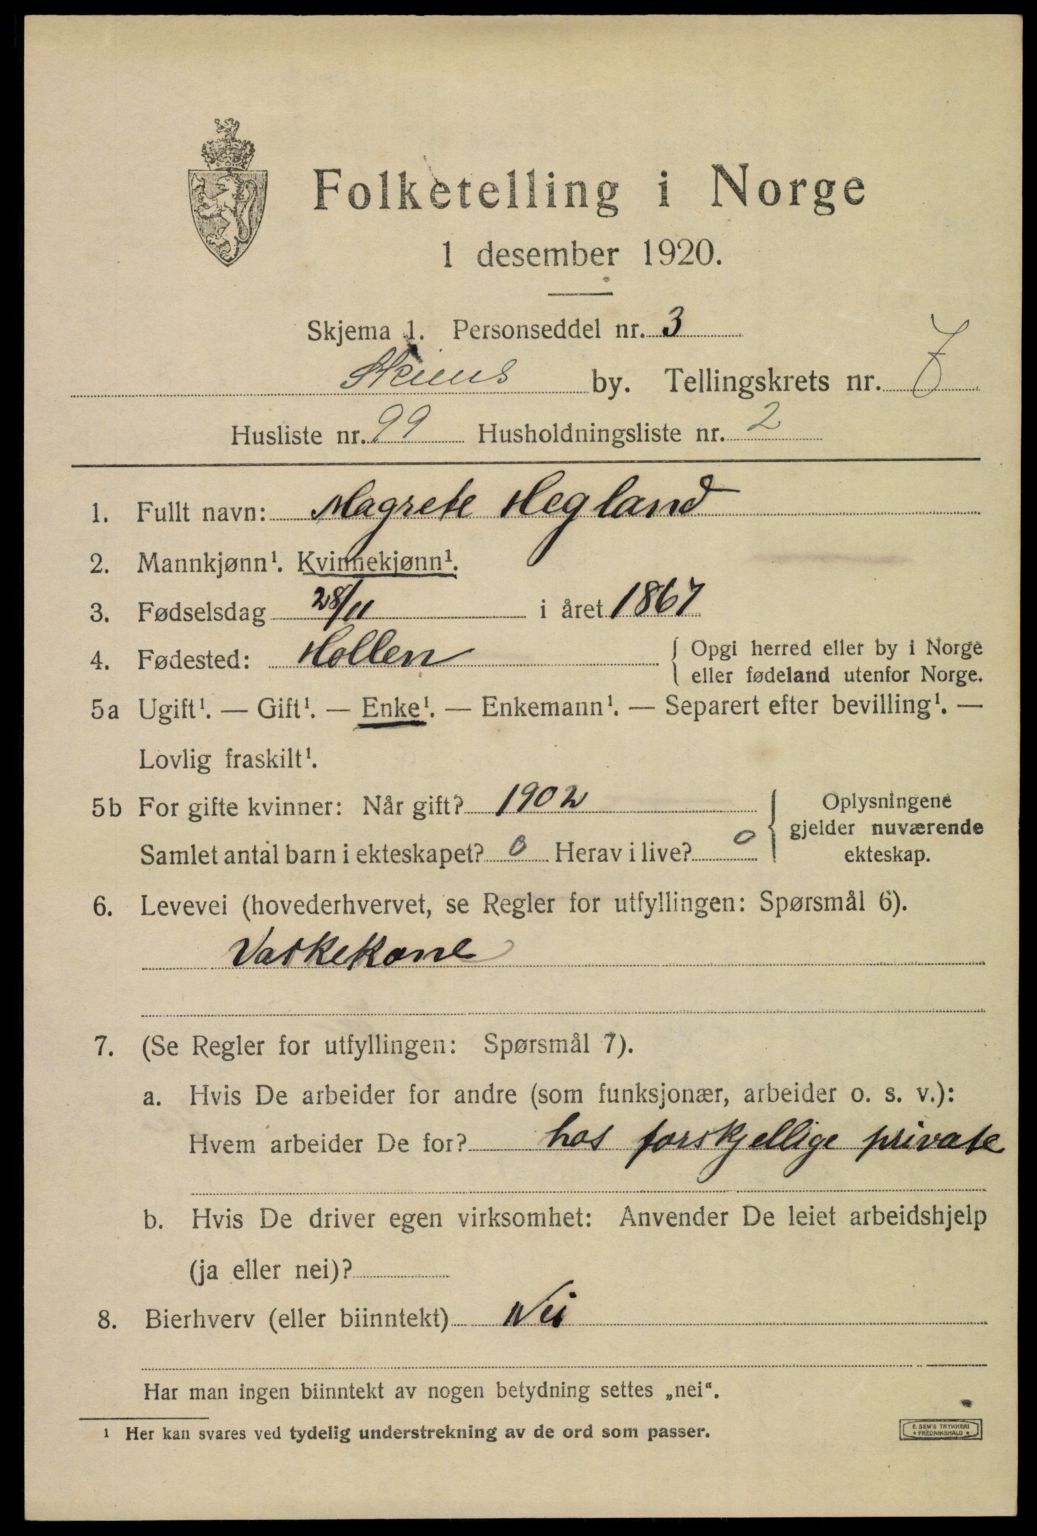 Folketelling i Norge
1 desember 1920.
Skjema 1. Personseddel nr. 3
Skiens by. Tellingskrets nr. 7
Husliste nr. 99 Husholdningsliste nr. 2
1. Fullt navn: Magrete Hegland
2. Mannkjønn¹. Kvinnekjønn¹.
3. Fødselsdag 28/11 i året 1867
4. Fødested: Hollen { Opgi herred eller by i Norge
eller fødeland utenfor Norge.
5a Ugift¹. — Gift¹. — Enke¹. — Enkemann¹. — Separert efter bevilling¹. —
Lovlig fraskilt¹.
5b For gifte kvinner: Når gift? 1902 { Oplysningene
gjelder nuværende
Samlet antal barn i ekteskapet? 0 Herav i live? 0 ekteskap.
6. Levevei (hovederhvervet, se Regler for utfyllingen: Spørsmål 6).
Vaskekone
7. (Se Regler for utfyllingen: Spørsmål 7).
a. Hvis De arbeider for andre (som funksjonær, arbeider o. s. v.):
Hvem arbeider De for? hos forskjellige private
b. Hvis De driver egen virksomhet: Anvender De leiet arbeidshjelp
(ja eller nei)?
8. Bierhverv (eller biinntekt) Nei
Har man ingen biinntekt av nogen betydning settes „nei“.
¹ Her kan svares ved tydelig understrekning av de ord som passer.
E. SEM'S TRYKKERI
* FREDRIKSHALD *